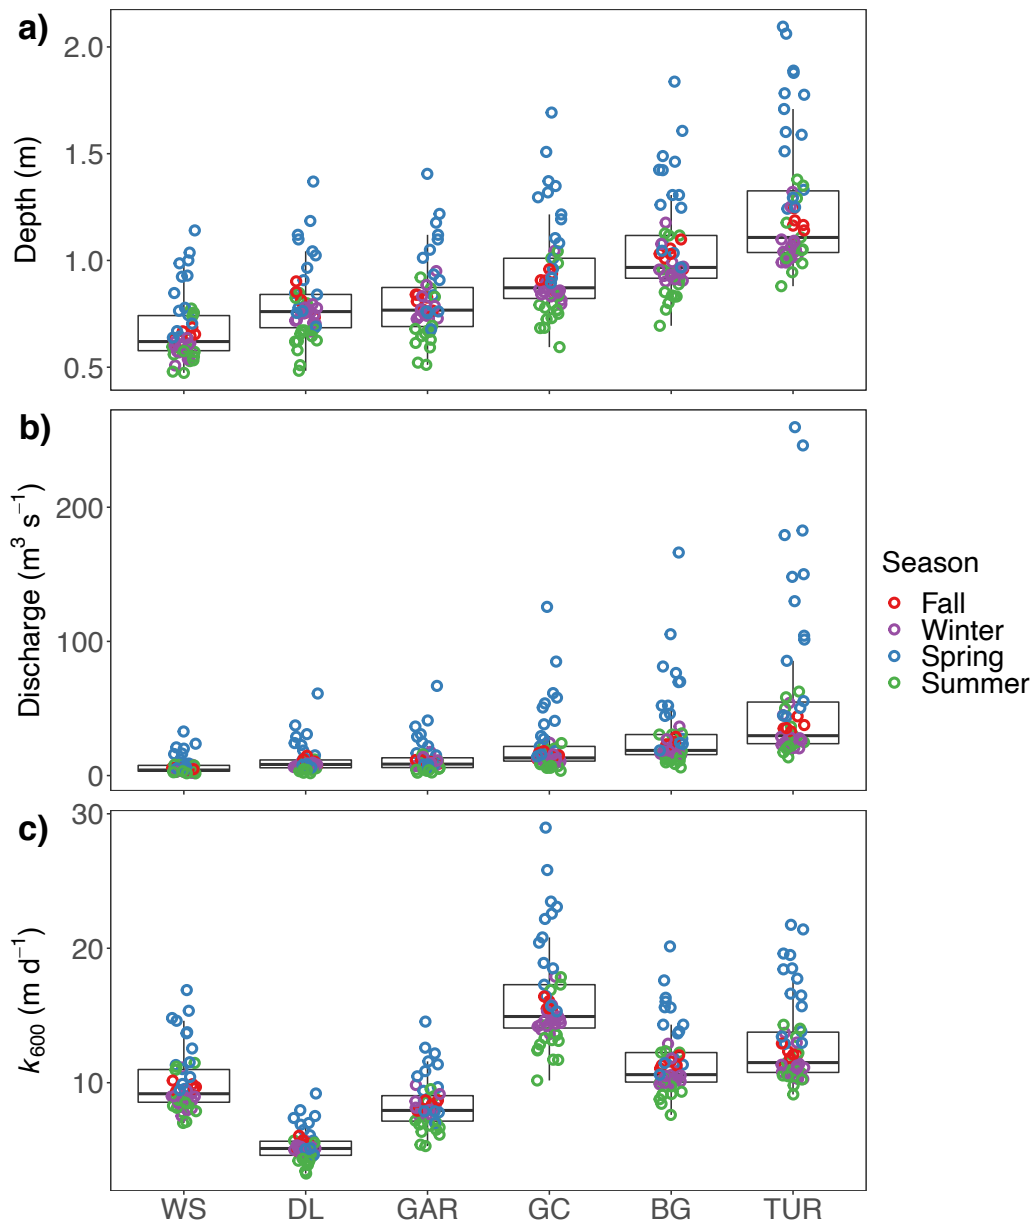 a)
Depth (m)
2.0
1.5
1.0
0.5
b)
Discharge (m³ s⁻¹)
200
100
0
Season
Fall
Winter
Spring
Summer
c)
k₆₀₀ (m d⁻¹)
30
20
10
WS DL GAR GC BG TUR